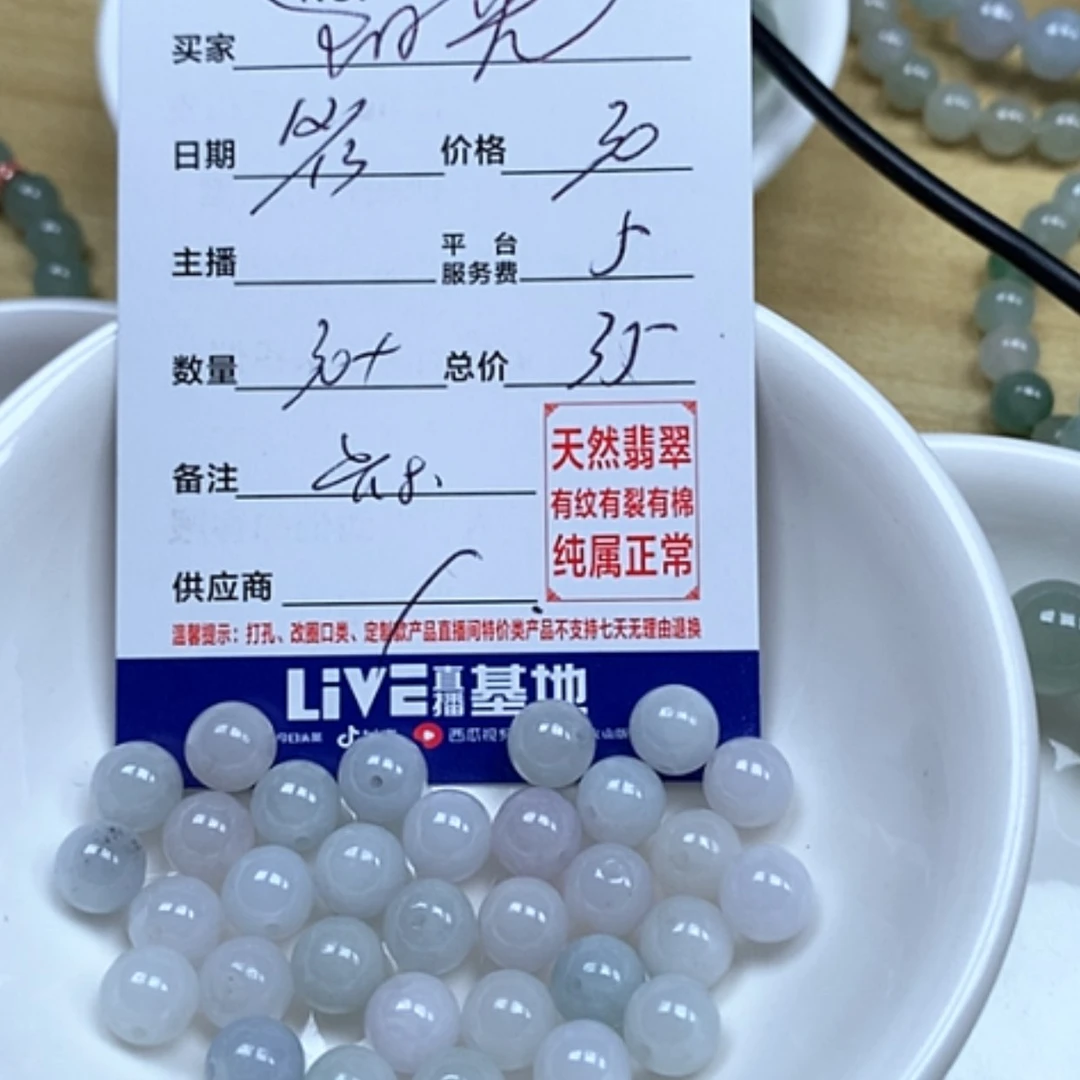 买家
日期 12/13 价格 30
主播 平台服务费 5
数量 30+ 总价 35
备注
天然翡翠
有纹有裂有棉
纯属正常
供应商
温馨提示：打孔、改圈口类、定制款产品直播间特价类产品不支持七天无理由退换
LiVE直播基地
西瓜视频